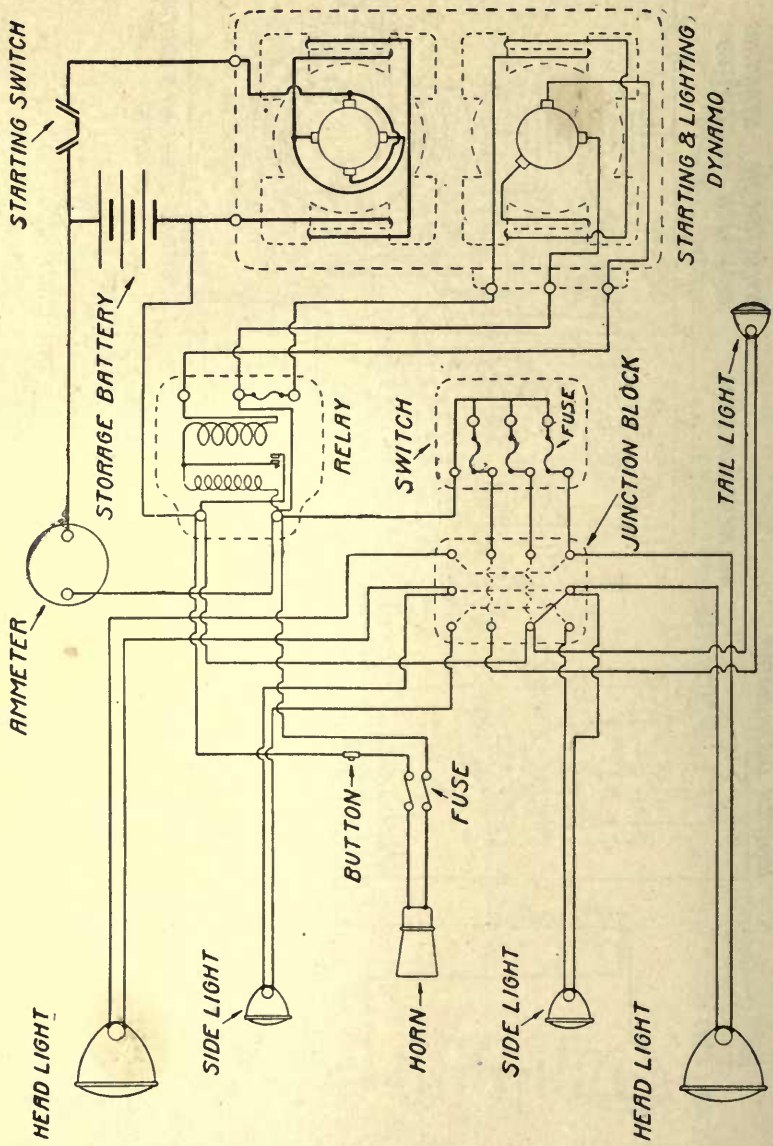 STARTING SWITCH
STORAGE BATTERY
AMMETER
STARTING & LIGHTING
DYNAMO
RELAY
SWITCH
FUSE
JUNCTION BLOCK
TAIL LIGHT
BUTTON
FUSE
HEAD LIGHT
SIDE LIGHT
HORN
SIDE LIGHT
HEAD LIGHT